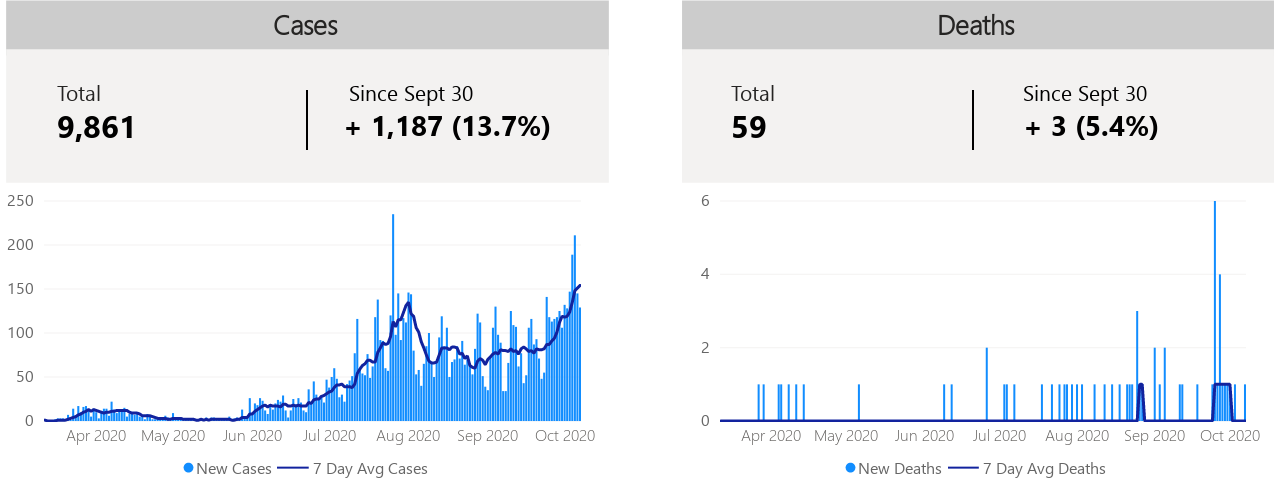 Cases
Total
9,861
Since Sept 30
+ 1,187 (13.7%)
250
200
150
100
50
0
Apr 2020 May 2020 Jun 2020 Jul 2020 Aug 2020 Sep 2020 Oct 2020
New Cases 7 Day Avg Cases
Deaths
Total
59
Since Sept 30
+ 3 (5.4%)
6
4
2
0
Apr 2020 May 2020 Jun 2020 Jul 2020 Aug 2020 Sep 2020 Oct 2020
New Deaths 7 Day Avg Deaths